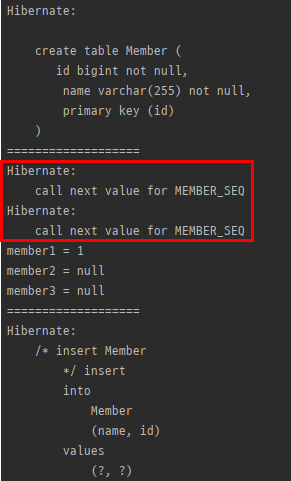 Hibernate:
create table Member (
id bigint not null,
name varchar(255) not null,
primary key (id)
)
===================
Hibernate:
call next value for MEMBER_SEQ
Hibernate:
call next value for MEMBER_SEQ
member1 = 1
member2 = null
member3 = null
===================
Hibernate:
/* insert Member
*/ insert
into
Member
(name, id)
values
(?, ?)